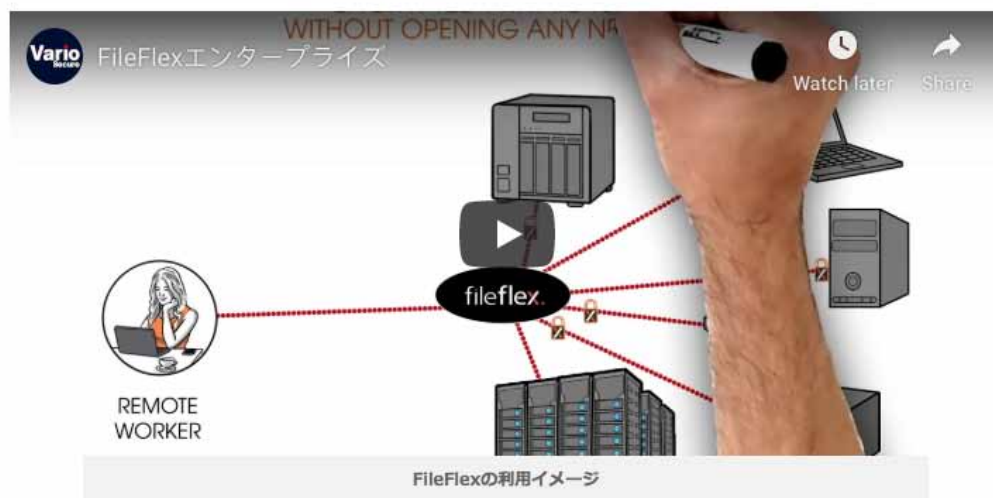 WITHOUT OPENING ANY
Vario
Secure
FileFlexエンタープライズ
Watch later
Share
fileflex.
REMOTE
WORKER
FileFlexの利用イメージ